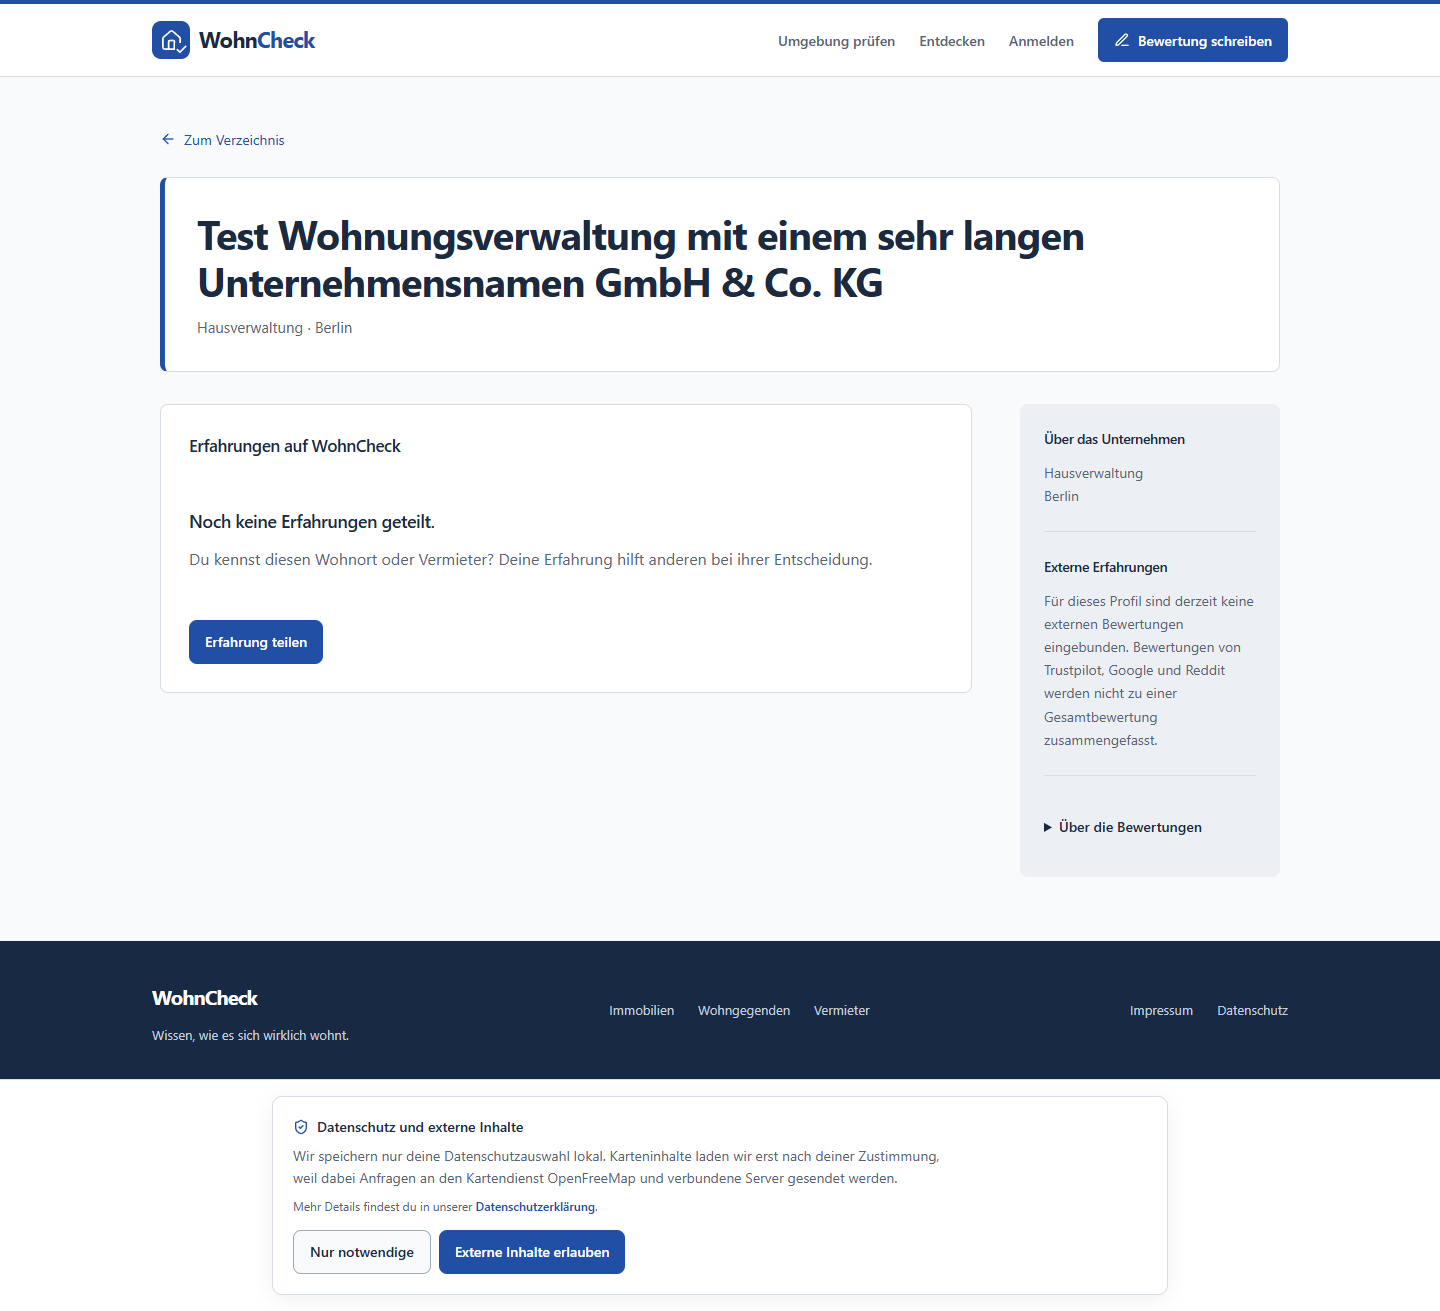 WohnCheck
Umgebung prüfen
Entdecken
Anmelden
Bewertung schreiben
Zum Verzeichnis
Test Wohnungsverwaltung mit einem sehr langen
Unternehmensnamen GmbH & Co. KG
Hausverwaltung · Berlin
Erfahrungen auf WohnCheck
Noch keine Erfahrungen geteilt.
Du kennst diesen Wohnort oder Vermieter? Deine Erfahrung hilft anderen bei ihrer Entscheidung.
Erfahrung teilen
Über das Unternehmen
Hausverwaltung
Berlin
Externe Erfahrungen
Für dieses Profil sind derzeit keine
externen Bewertungen
eingebunden. Bewertungen von
Trustpilot, Google und Reddit
werden nicht zu einer
Gesamtbewertung
zusammengefasst.
Über die Bewertungen
WohnCheck
Wissen, wie es sich wirklich wohnt.
Immobilien
Wohngegenden
Vermieter
Impressum
Datenschutz
Datenschutz und externe Inhalte
Wir speichern nur deine Datenschutzauswahl lokal. Karteninhalte laden wir erst nach deiner Zustimmung,
weil dabei Anfragen an den Kartendienst OpenFreeMap und verbundene Server gesendet werden.
Mehr Details findest du in unserer Datenschutzerklärung.
Nur notwendige
Externe Inhalte erlauben